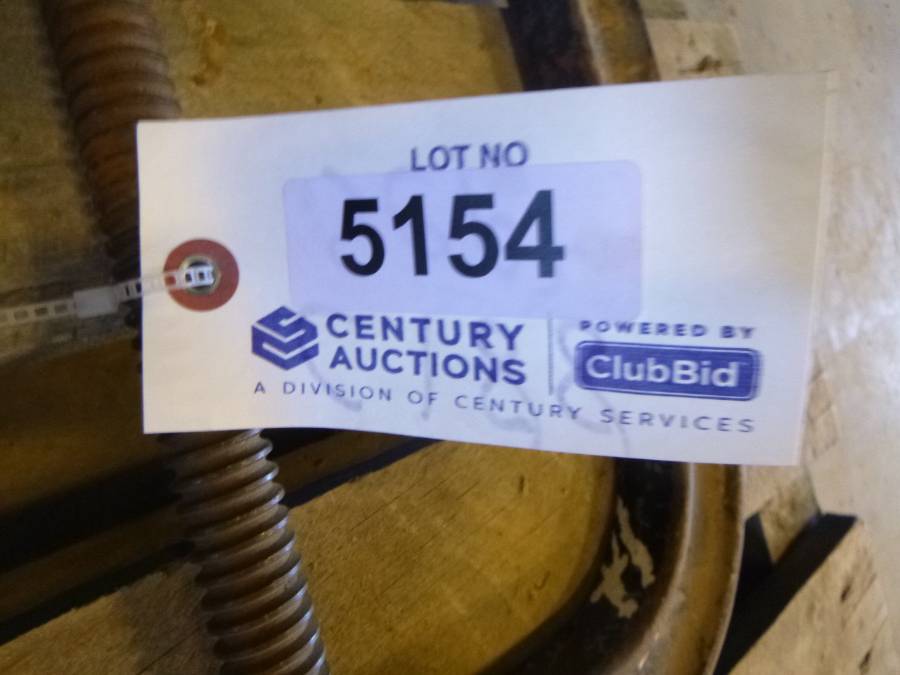 LOT NO
5154
CENTURY
AUCTIONS
A DIVISION OF CENTURY SERVICES
POWERED BY
ClubBid